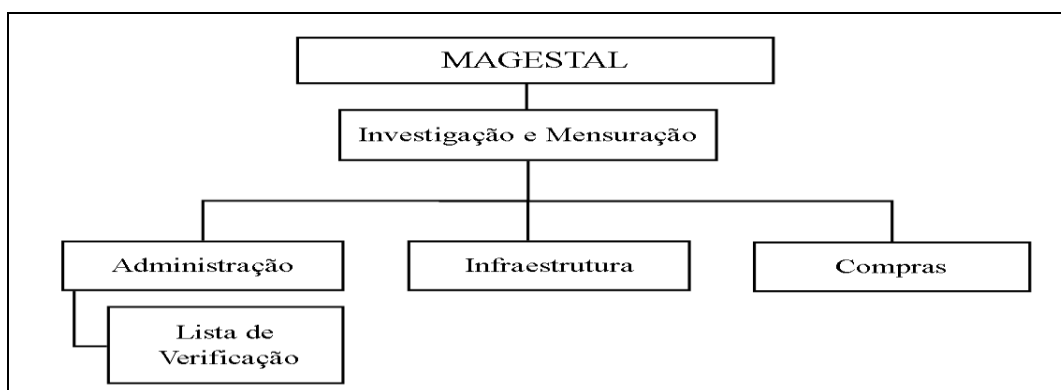 MAGESTAL
Investigação e Mensuração
Administração
Infraestrutura
Compras
Lista de
Verificação